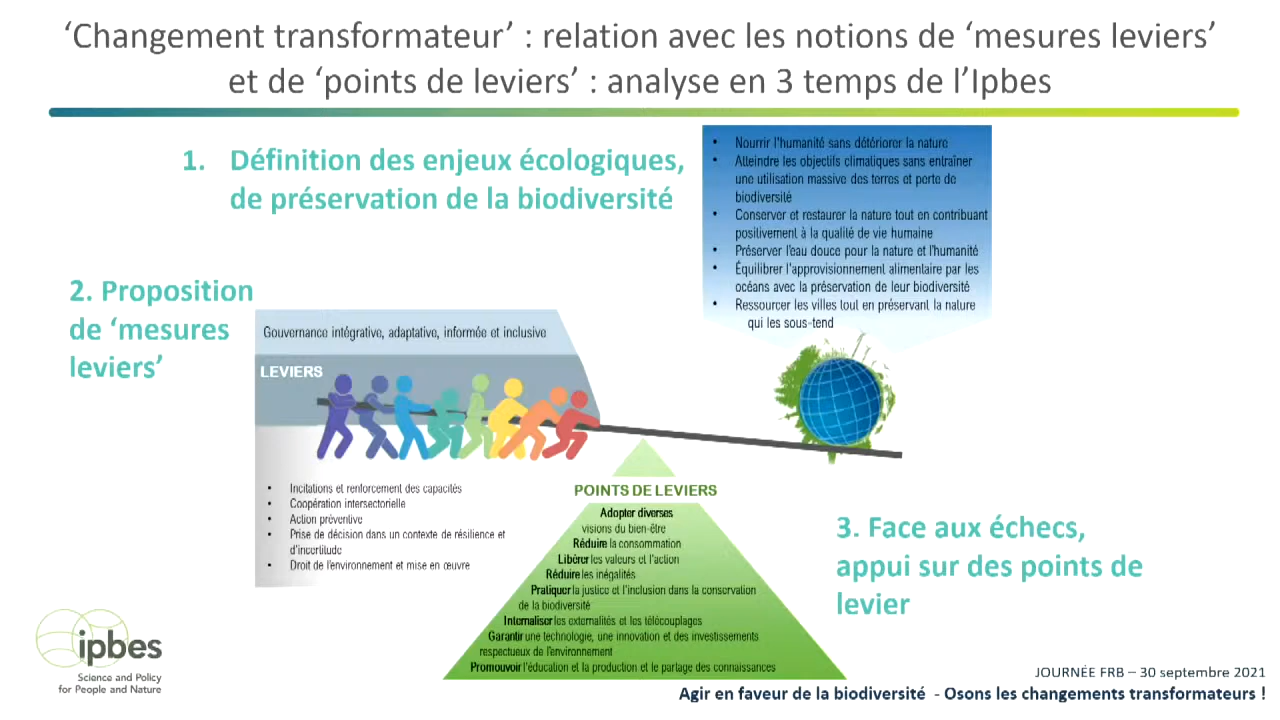 ‘Changement transformateur’ : relation avec les notions de ‘mesures leviers’
et de ‘points de leviers’ : analyse en 3 temps de l’Ipbes
1. Définition des enjeux écologiques,
de préservation de la biodiversité
• Nourrir l'humanité sans détériorer la nature
• Atteindre les objectifs climatiques sans entraîner
une utilisation massive des terres et perte de
biodiversité
• Conserver et restaurer la nature tout en contribuant
positivement à la qualité de vie humaine
• Préserver l'eau douce pour la nature et l'humanité
• Équilibrer l'approvisionnement alimentaire par les
océans avec la préservation de leur biodiversité
• Ressourcer les villes tout en préservant la nature
qui les sous-tend
2. Proposition
de ‘mesures
leviers’
Gouvernance intégrative, adaptative, informée et inclusive
LEVIERS
• Incitations et renforcement des capacités
• Coopération intersectorielle
• Action préventive
• Prise de décision dans un contexte de résilience et
d'incertitude
• Droit de l'environnement et mise en œuvre
POINTS DE LEVIERS
Adopter diverses
visions du bien-être
Réduire la consommation
Libérer les valeurs et l'action
Réduire les inégalités
Pratiquer la justice et l'inclusion dans la conservation
de la biodiversité
Internaliser les externalités et les télécouplages
Garantir une technologie, une innovation et des investissements
respectueux de l'environnement
Promouvoir l'éducation et la production et le partage des connaissances
3. Face aux échecs,
appui sur des points de
levier
ipbes
Science and Policy
for People and Nature
JOURNÉE FRB – 30 septembre 2021
Agir en faveur de la biodiversité - Osons les changements transformateurs !